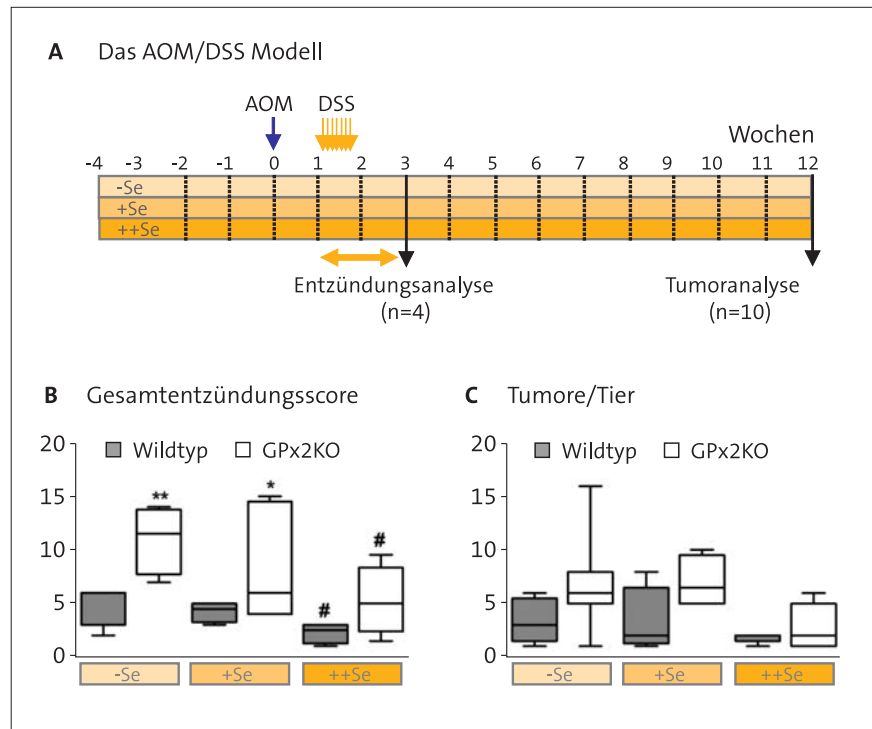 A Das AOM/DSS Modell
AOM DSS
Wochen
-4 -3 -2 -1 0 1 2 3 4 5 6 7 8 9 10 11 12
-Se
+Se
++Se
Entzündungsanalyse Tumoranalyse
(n=4) (n=10)
B Gesamtentzündungsscore
20 Wildtyp GPx2KO
15
10
5
0
** * # #
-Se +Se ++Se
C Tumore/Tier
20 Wildtyp GPx2KO
15
10
5
0
-Se +Se ++Se